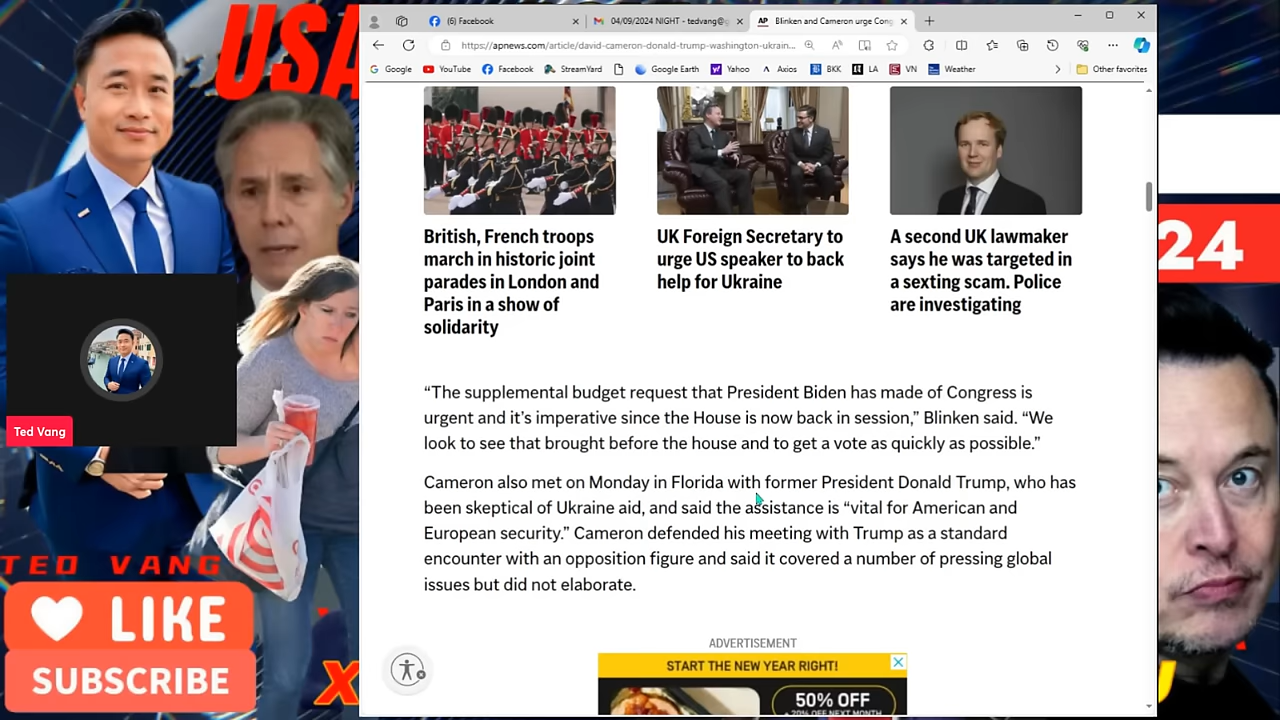 USA
(6) Facebook
04/09/2024 NIGHT - tedvang@g
AP
Blinken and Cameron urge Cong
https://apnews.com/article/david-cameron-donald-trump-washington-ukrain...
Google
YouTube
Facebook
StreamYard
Google Earth
Yahoo
Axios
BKK
LA
VN
Weather
Other favorites
British, French troops
march in historic joint
parades in London and
Paris in a show of
solidarity
UK Foreign Secretary to
urge US speaker to back
help for Ukraine
A second UK lawmaker
says he was targeted in
a sexting scam. Police
are investigating
24
“The supplemental budget request that President Biden has made of Congress is
urgent and it’s imperative since the House is now back in session,” Blinken said. “We
look to see that brought before the house and to get a vote as quickly as possible.”
Cameron also met on Monday in Florida with former President Donald Trump, who has
been skeptical of Ukraine aid, and said the assistance is “vital for American and
European security.” Cameron defended his meeting with Trump as a standard
encounter with an opposition figure and said it covered a number of pressing global
issues but did not elaborate.
Ted Vang
TED VANG
LIKE
SUBSCRIBE
X
ADVERTISEMENT
START THE NEW YEAR RIGHT!
50% OFF
+ 20% OFF NEXT MONTH